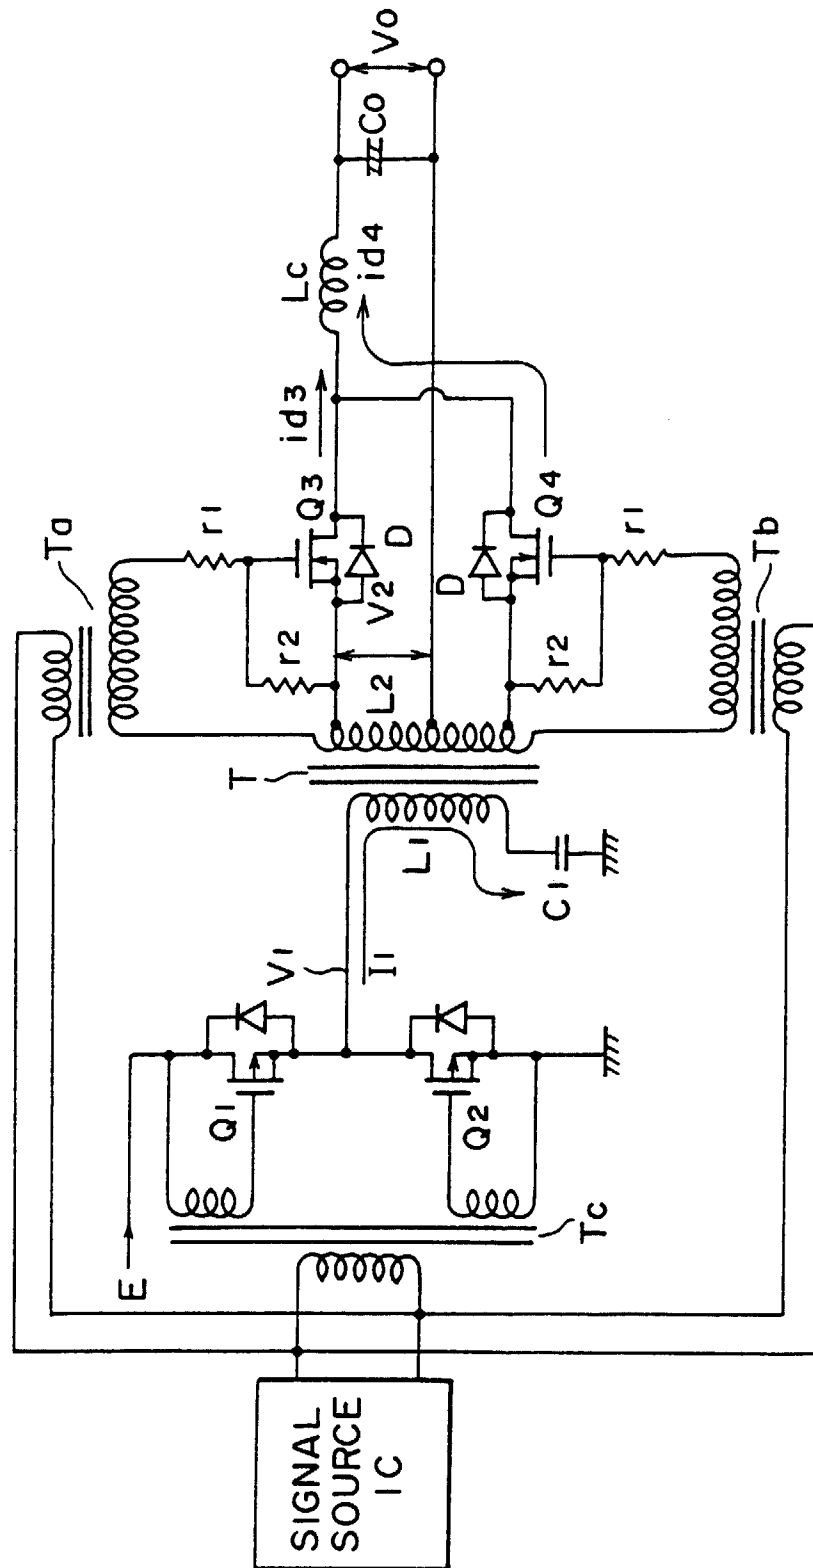 SIGNAL
SOURCE
IC
E
Tc
Q1
Q2
V1
I1
L1
C1
T
L2
V2
Ta
Tb
r1
r2
Q3
D
id3
r1
r2
Q4
D
id4
Lc
Co
Vo